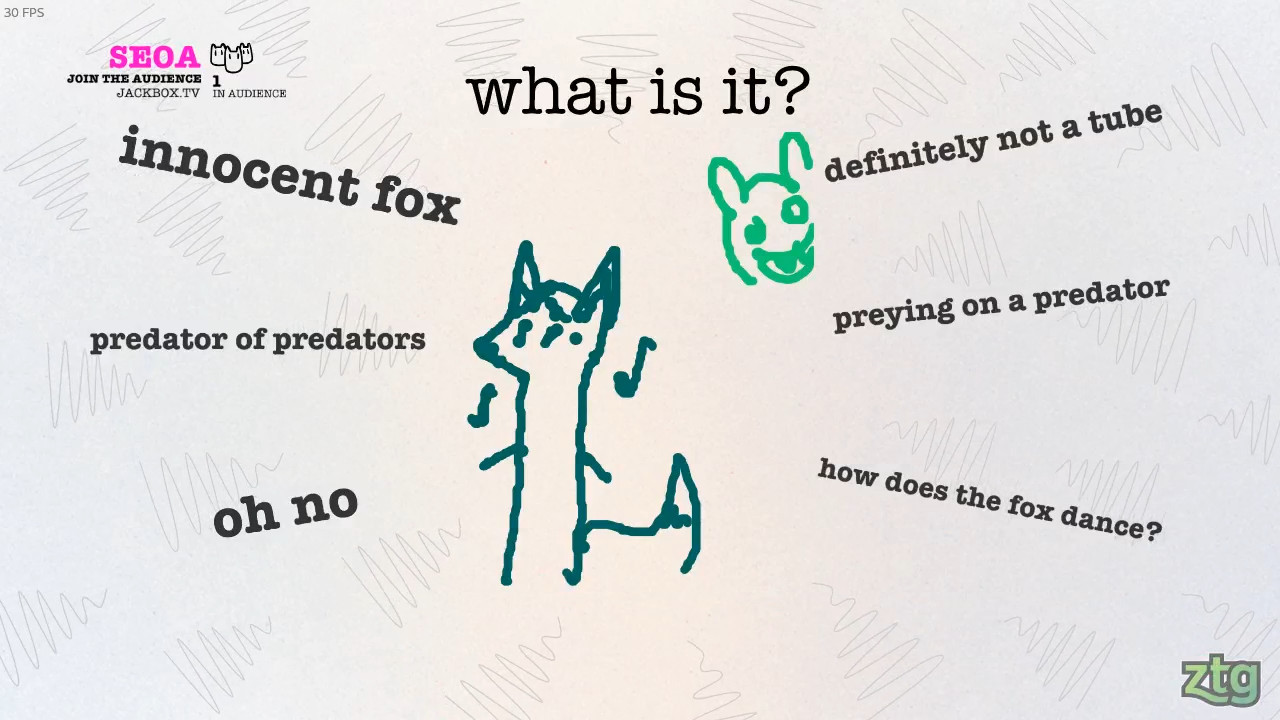 30 FPS
SEOA
JOIN THE AUDIENCE
JACKBOX.TV
1
IN AUDIENCE
what is it?
innocent fox
definitely not a tube
predator of predators
preying on a predator
oh no
how does the fox dance?
ztg